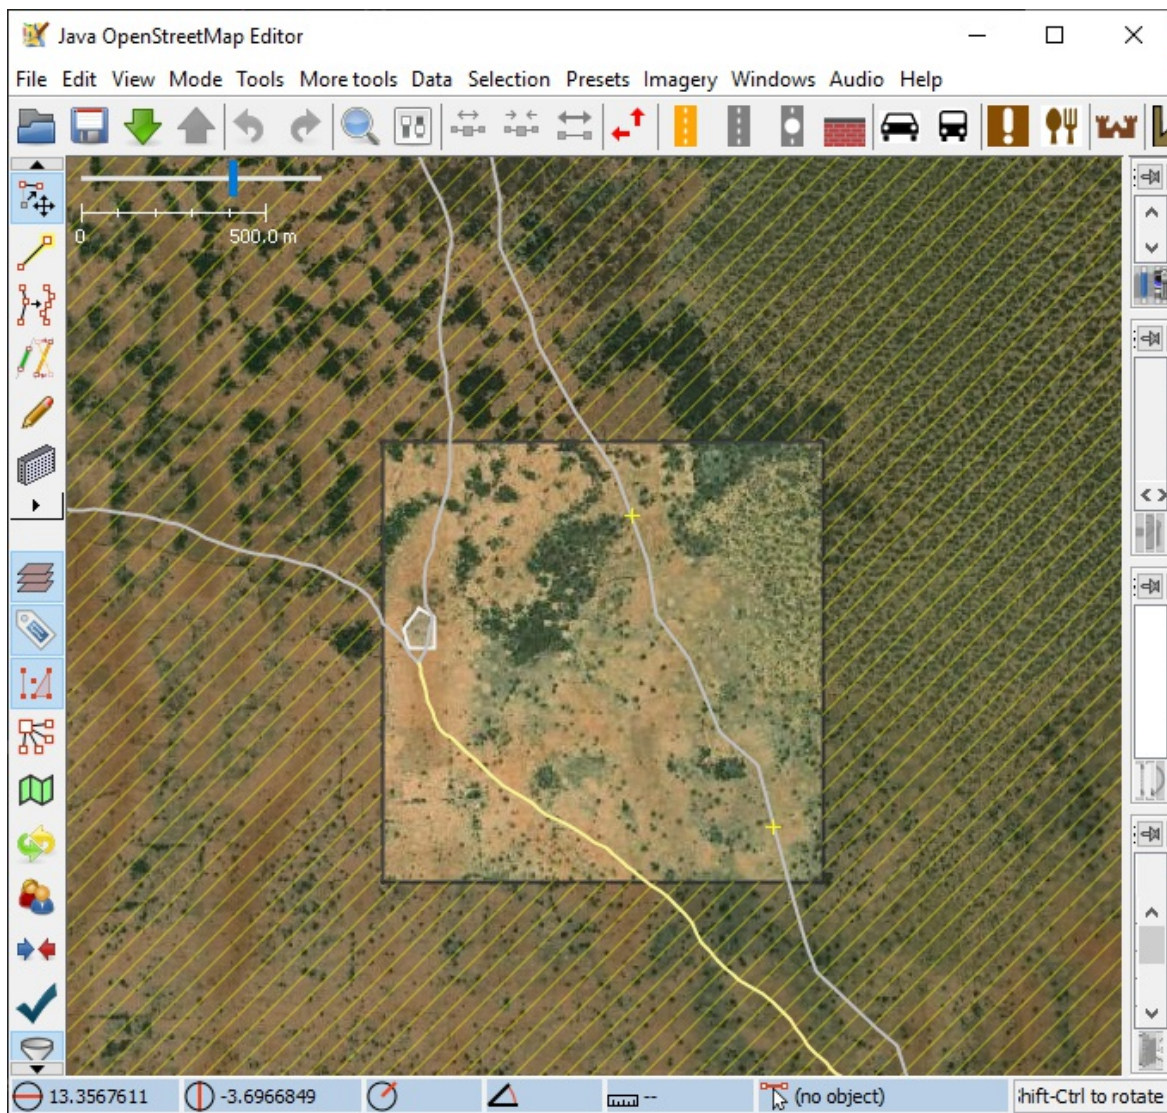 Java OpenStreetMap Editor
File Edit View Mode Tools More tools Data Selection Presets Imagery Windows Audio Help
0 500.0 m
13.3567611 -3.6966849 -- (no object) hift-Ctrl to rotate